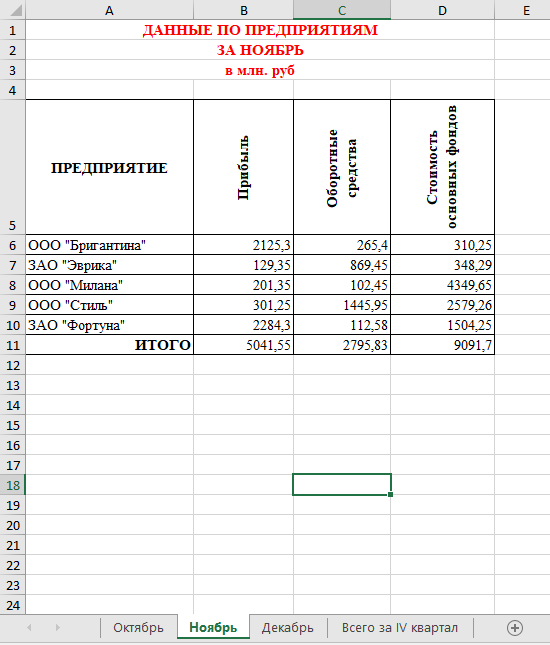 A B C D E
1 ДАННЫЕ ПО ПРЕДПРИЯТИЯМ
2 ЗА НОЯБРЬ
3 в млн. руб
4
5 ПРЕДПРИЯТИЕ Прибыль Оборотные средства Стоимость основных фондов
6 ООО "Бригантина" 2125,3 265,4 310,25
7 ЗАО "Эврика" 129,35 869,45 348,29
8 ООО "Милана" 201,35 102,45 4349,65
9 ООО "Стиль" 301,25 1445,95 2579,26
10 ЗАО "Фортуна" 2284,3 112,58 1504,25
11 ИТОГО 5041,55 2795,83 9091,7
12
13
14
15
16
17
18
19
20
21
22
23
24
Октябрь Ноябрь Декабрь Всего за IV квартал